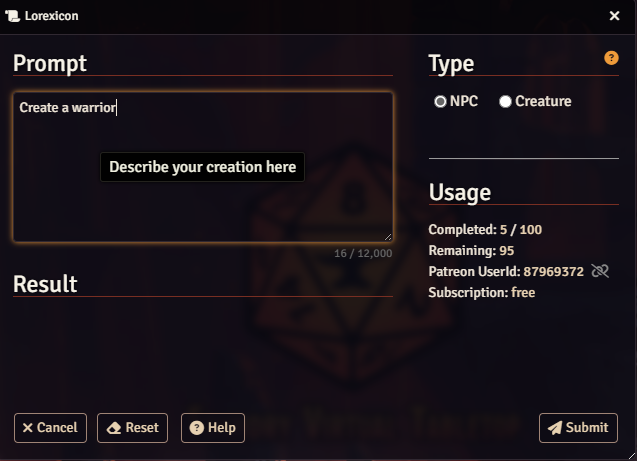 Lorexicon
Prompt
Create a warrior
Describe your creation here
16 / 12,000
Result
Type
NPC Creature
Usage
Completed: 5 / 100
Remaining: 95
Patreon UserId: 87969372
Subscription: free
Cancel Reset Help Submit